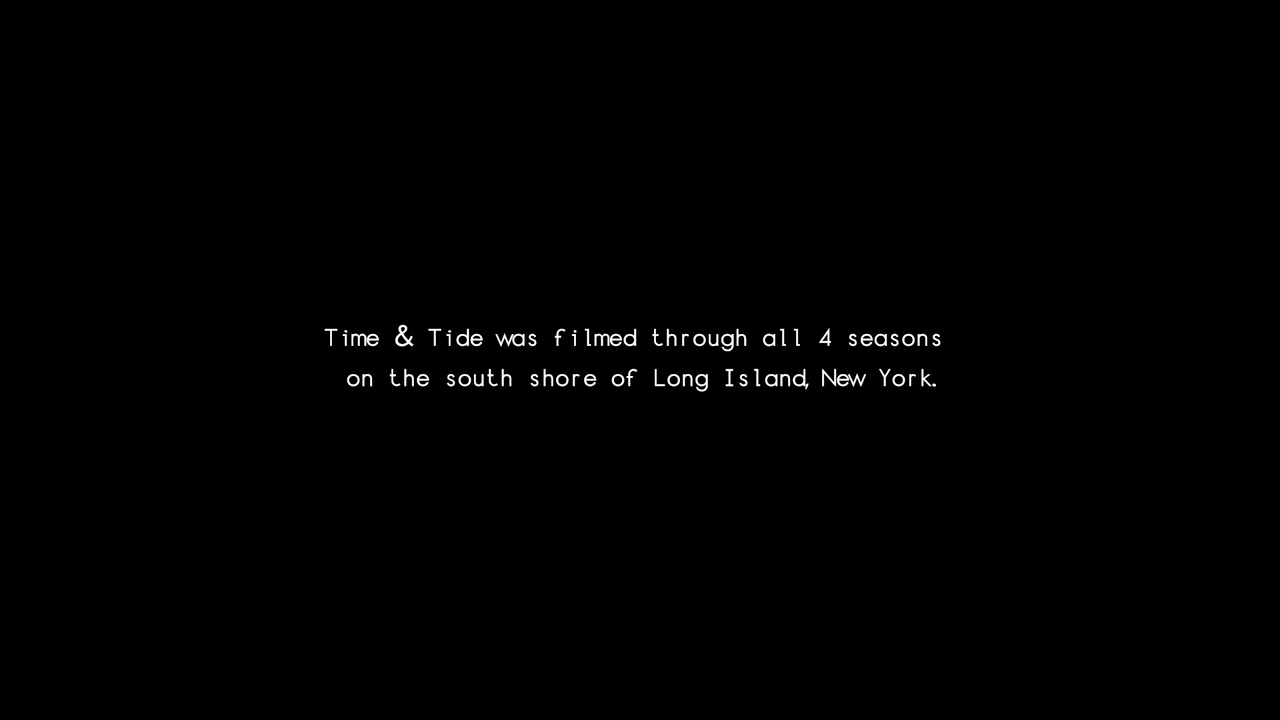 Time & Tide was filmed through all 4 seasons
on the south shore of Long Island, New York.